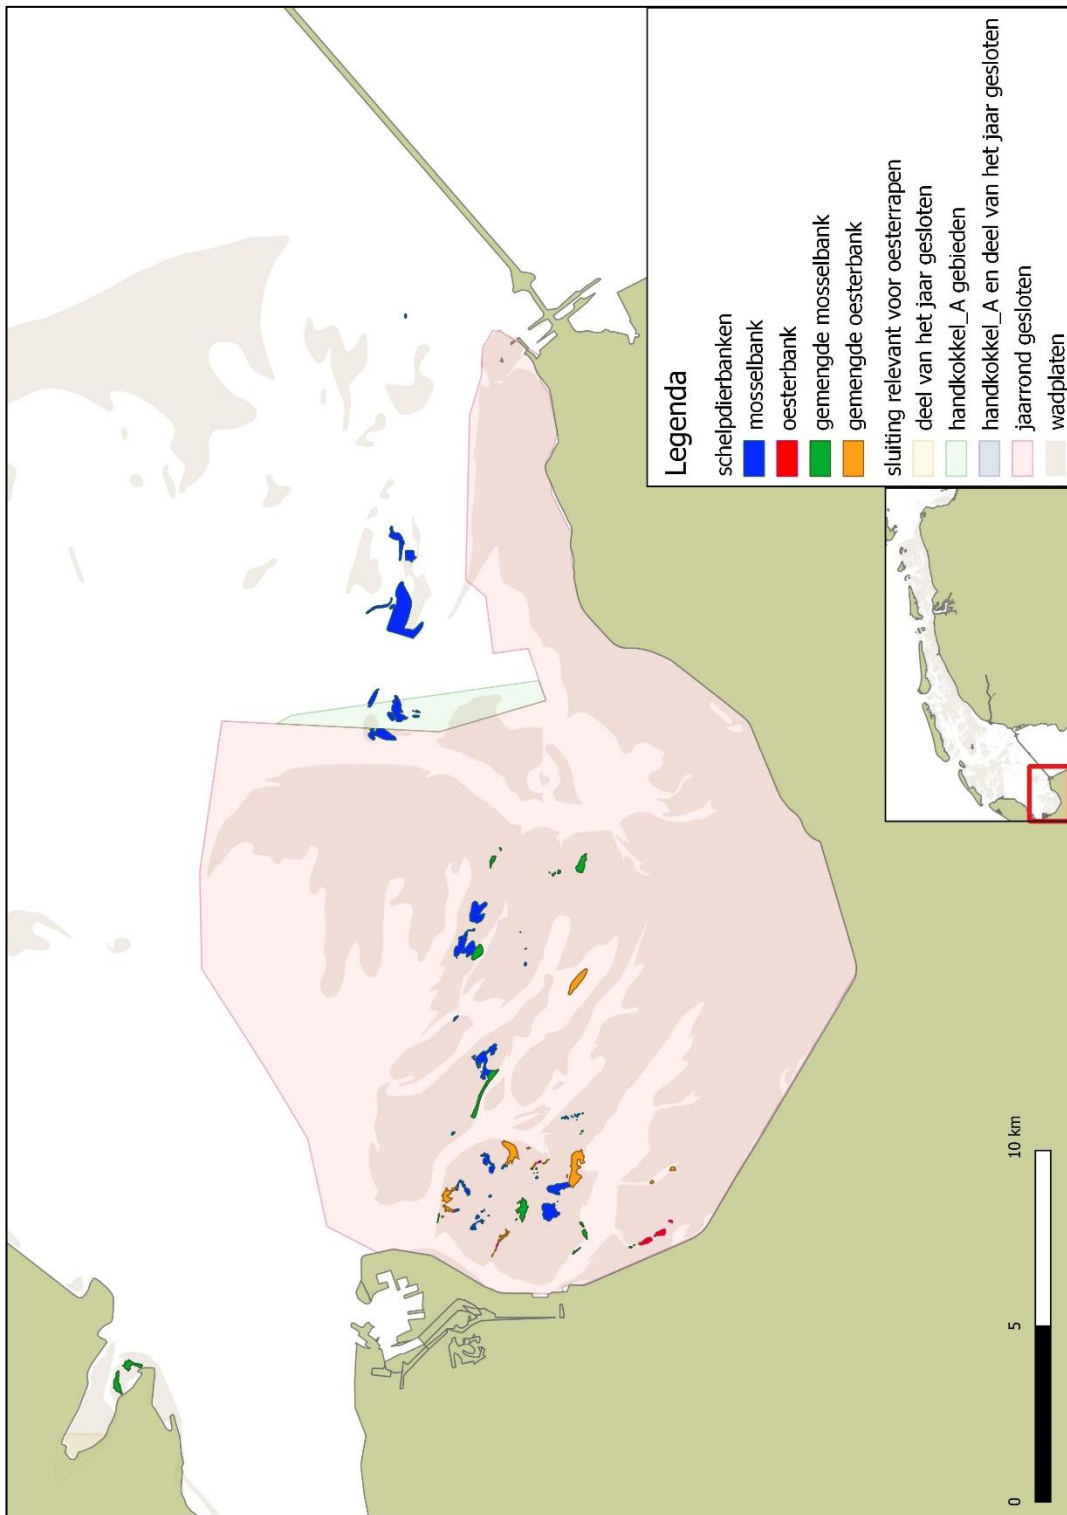 Legenda
schelpdierbanken
mosselbank
oesterbank
gemengde mosselbank
gemengde oesterbank
sluiting relevant voor oesterrapen
deel van het jaar gesloten
handkokkel_A gebieden
handkokkel_A en deel van het jaar gesloten
jaarrond gesloten
wadplaten
0
5
10 km